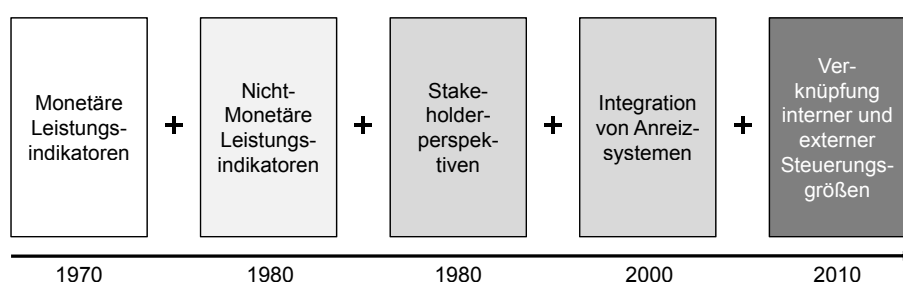 Monetäre
Leistungs-
indikatoren
+
Nicht-
Monetäre
Leistungs-
indikatoren
+
Stake-
holder-
perspek-
tiven
+
Integration
von Anreiz-
systemen
+
Ver-
knüpfung
interner und
externer
Steuerungs-
größen
1970
1980
1980
2000
2010